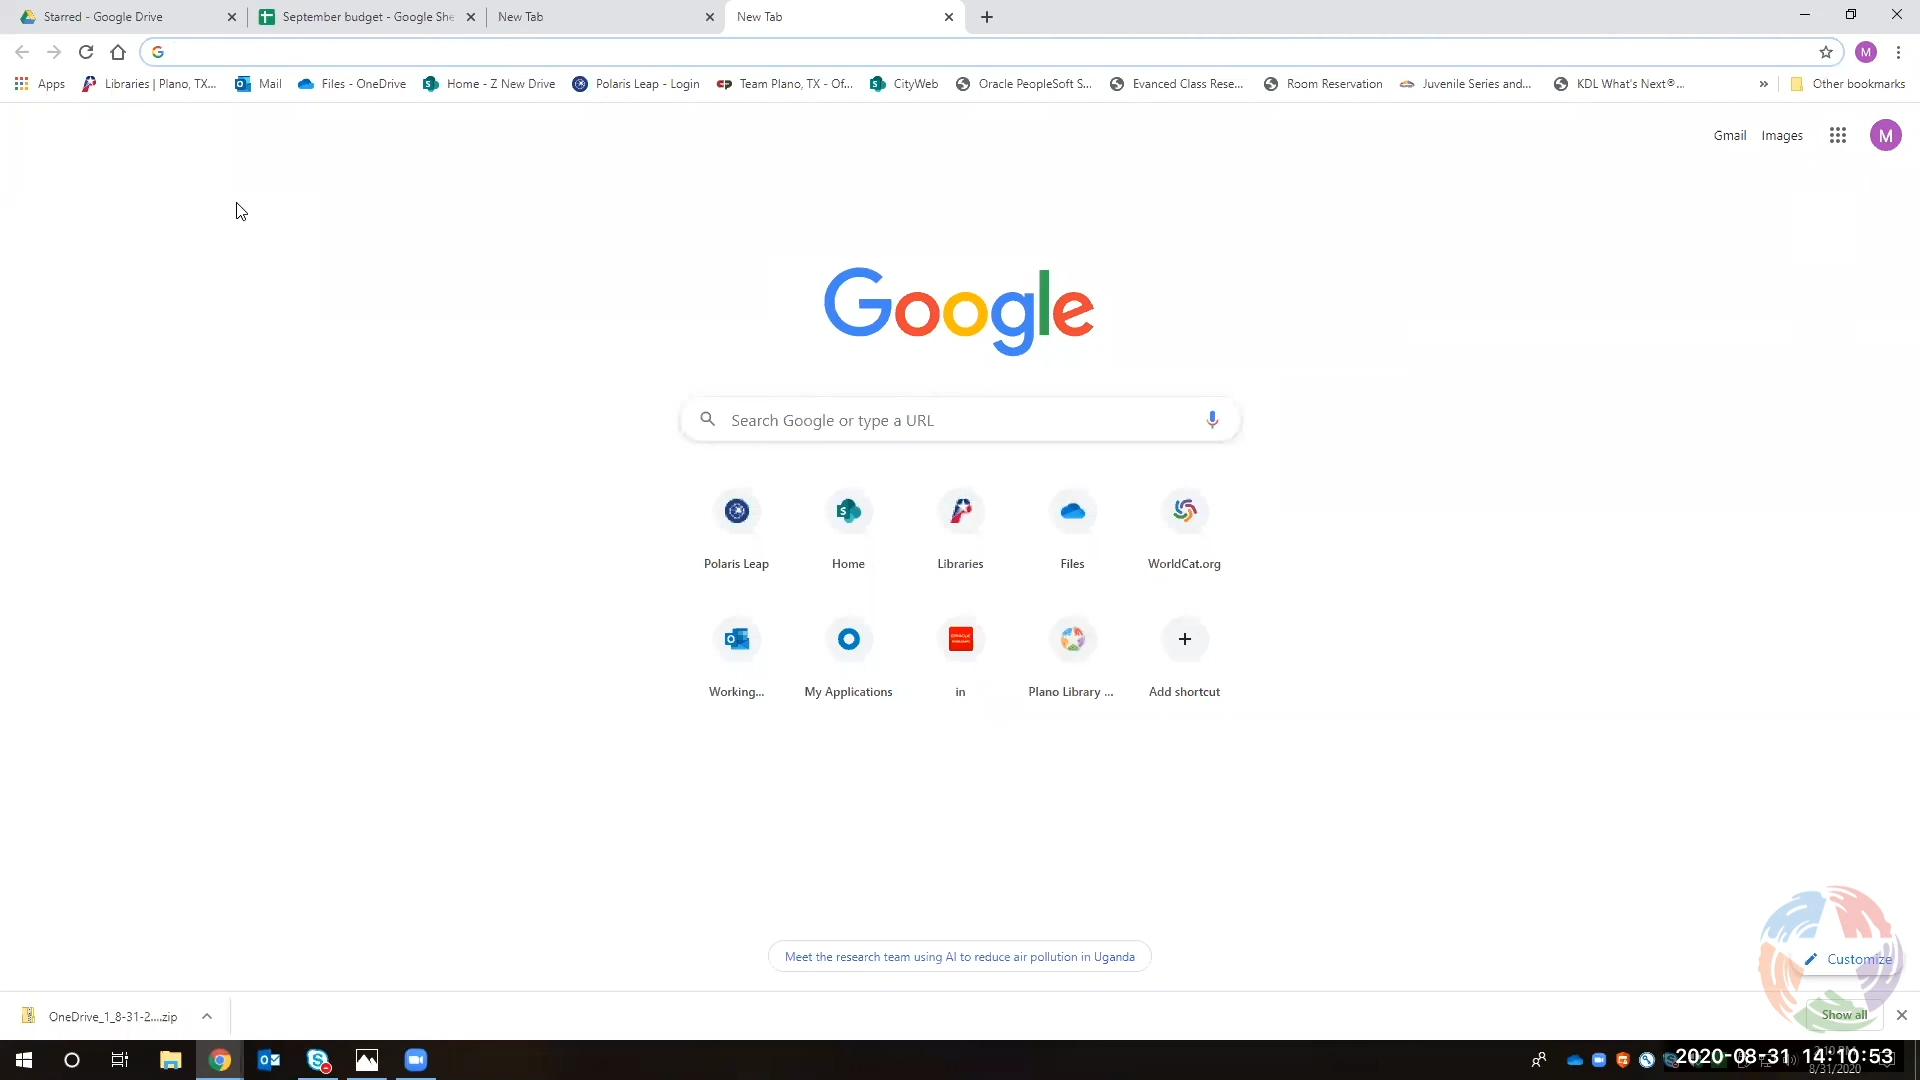 Starred - Google Drive
September budget - Google She
New Tab
New Tab
Apps
Libraries | Plano, TX...
Mail
Files - OneDrive
Home - Z New Drive
Polaris Leap - Login
Team Plano, TX - Of...
CityWeb
Oracle PeopleSoft S...
Evanced Class Rese...
Room Reservation
Juvenile Series and...
KDL What's Next®...
Other bookmarks
M
Gmail
Images
M
Google
Search Google or type a URL
Polaris Leap
Home
Libraries
Files
WorldCat.org
Working...
My Applications
in
Plano Library ...
Add shortcut
Meet the research team using AI to reduce air pollution in Uganda
Customize
OneDrive_1_8-31-2....zip
Show all
2020-08-31 14:10:53
8/31/2020